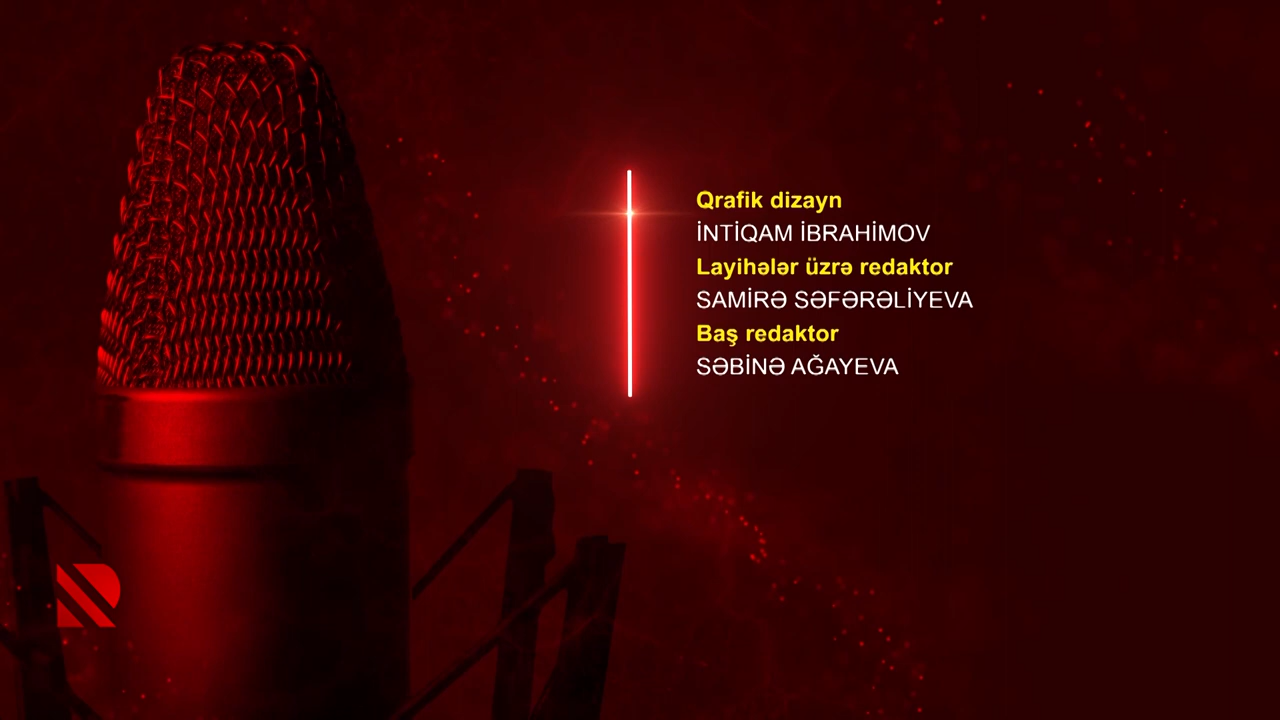 Qrafik dizayn
İNTİQAM İBRAHİMOV
Layihələr üzrə redaktor
SAMİRƏ SƏFƏRƏLİYEVA
Baş redaktor
SƏBİNƏ AĞAYEVA